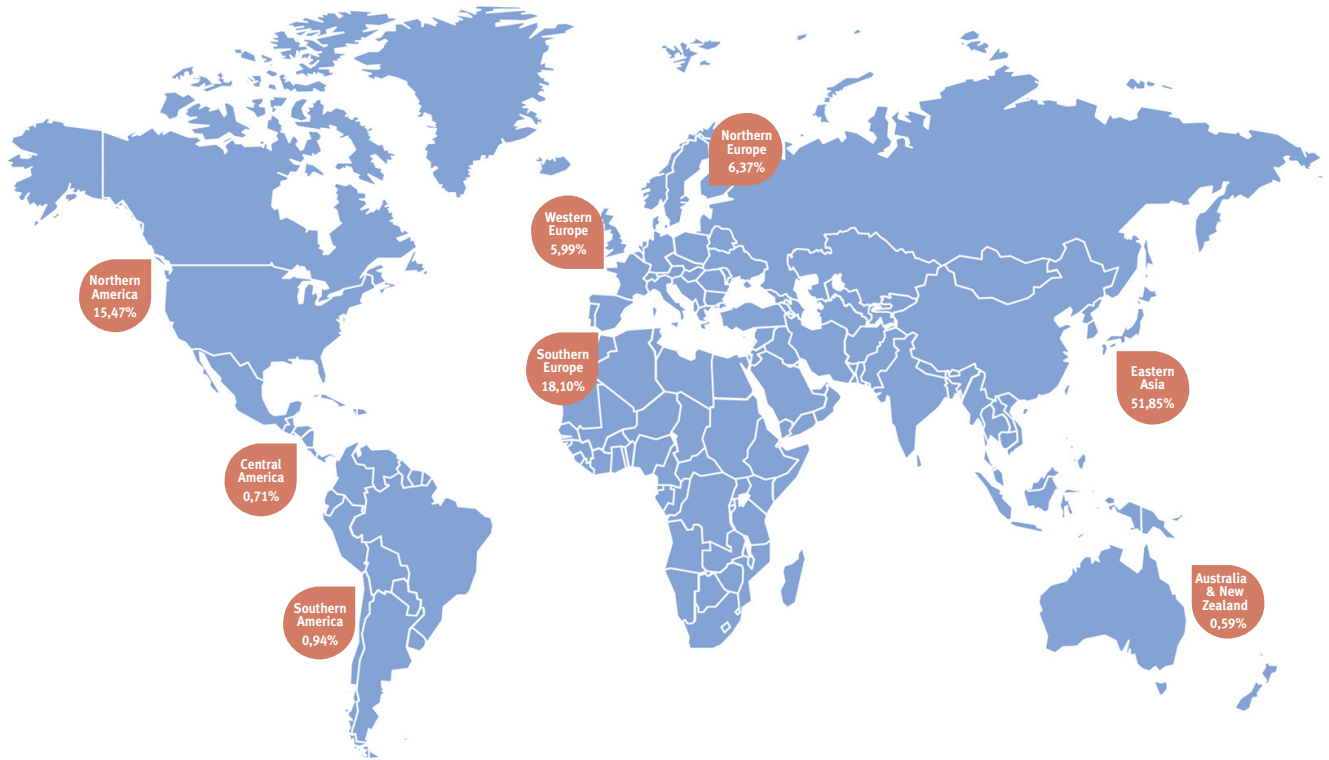 Northern
Europe
6,37%
Western
Europe
5,99%
Northern
America
15,47%
Southern
Europe
18,10%
Eastern
Asia
51,85%
Central
America
0,71%
Southern
America
0,94%
Australia
& New
Zealand
0,59%